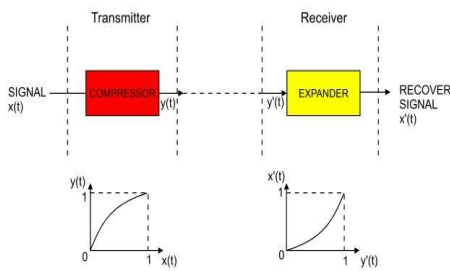 Transmitter
Receiver
SIGNAL
x(t)
COMPRESSOR
y(t)
y'(t)
EXPANDER
RECOVER
SIGNAL
x'(t)
y(t)
1
0
1
x(t)
x'(t)
1
0
1
y'(t)